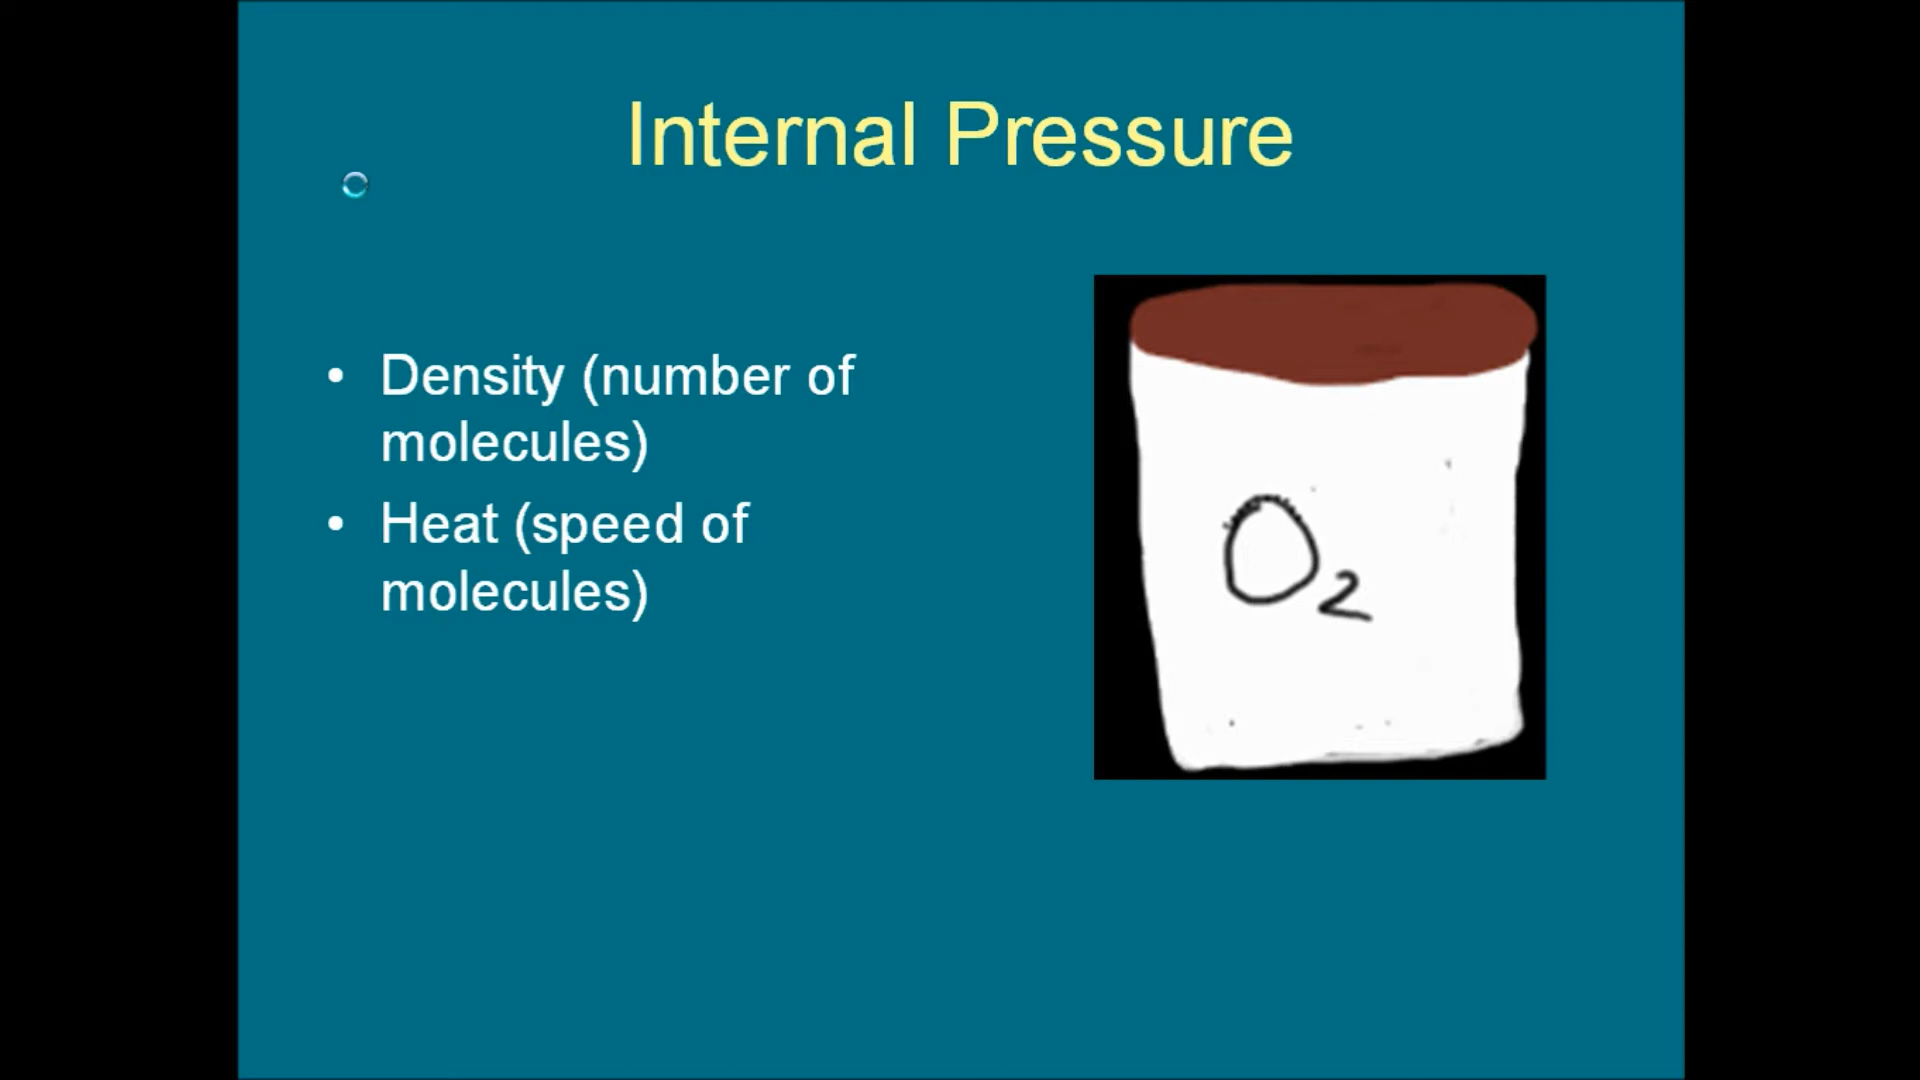 Internal Pressure
• Density (number of
molecules)
• Heat (speed of
molecules)
O₂